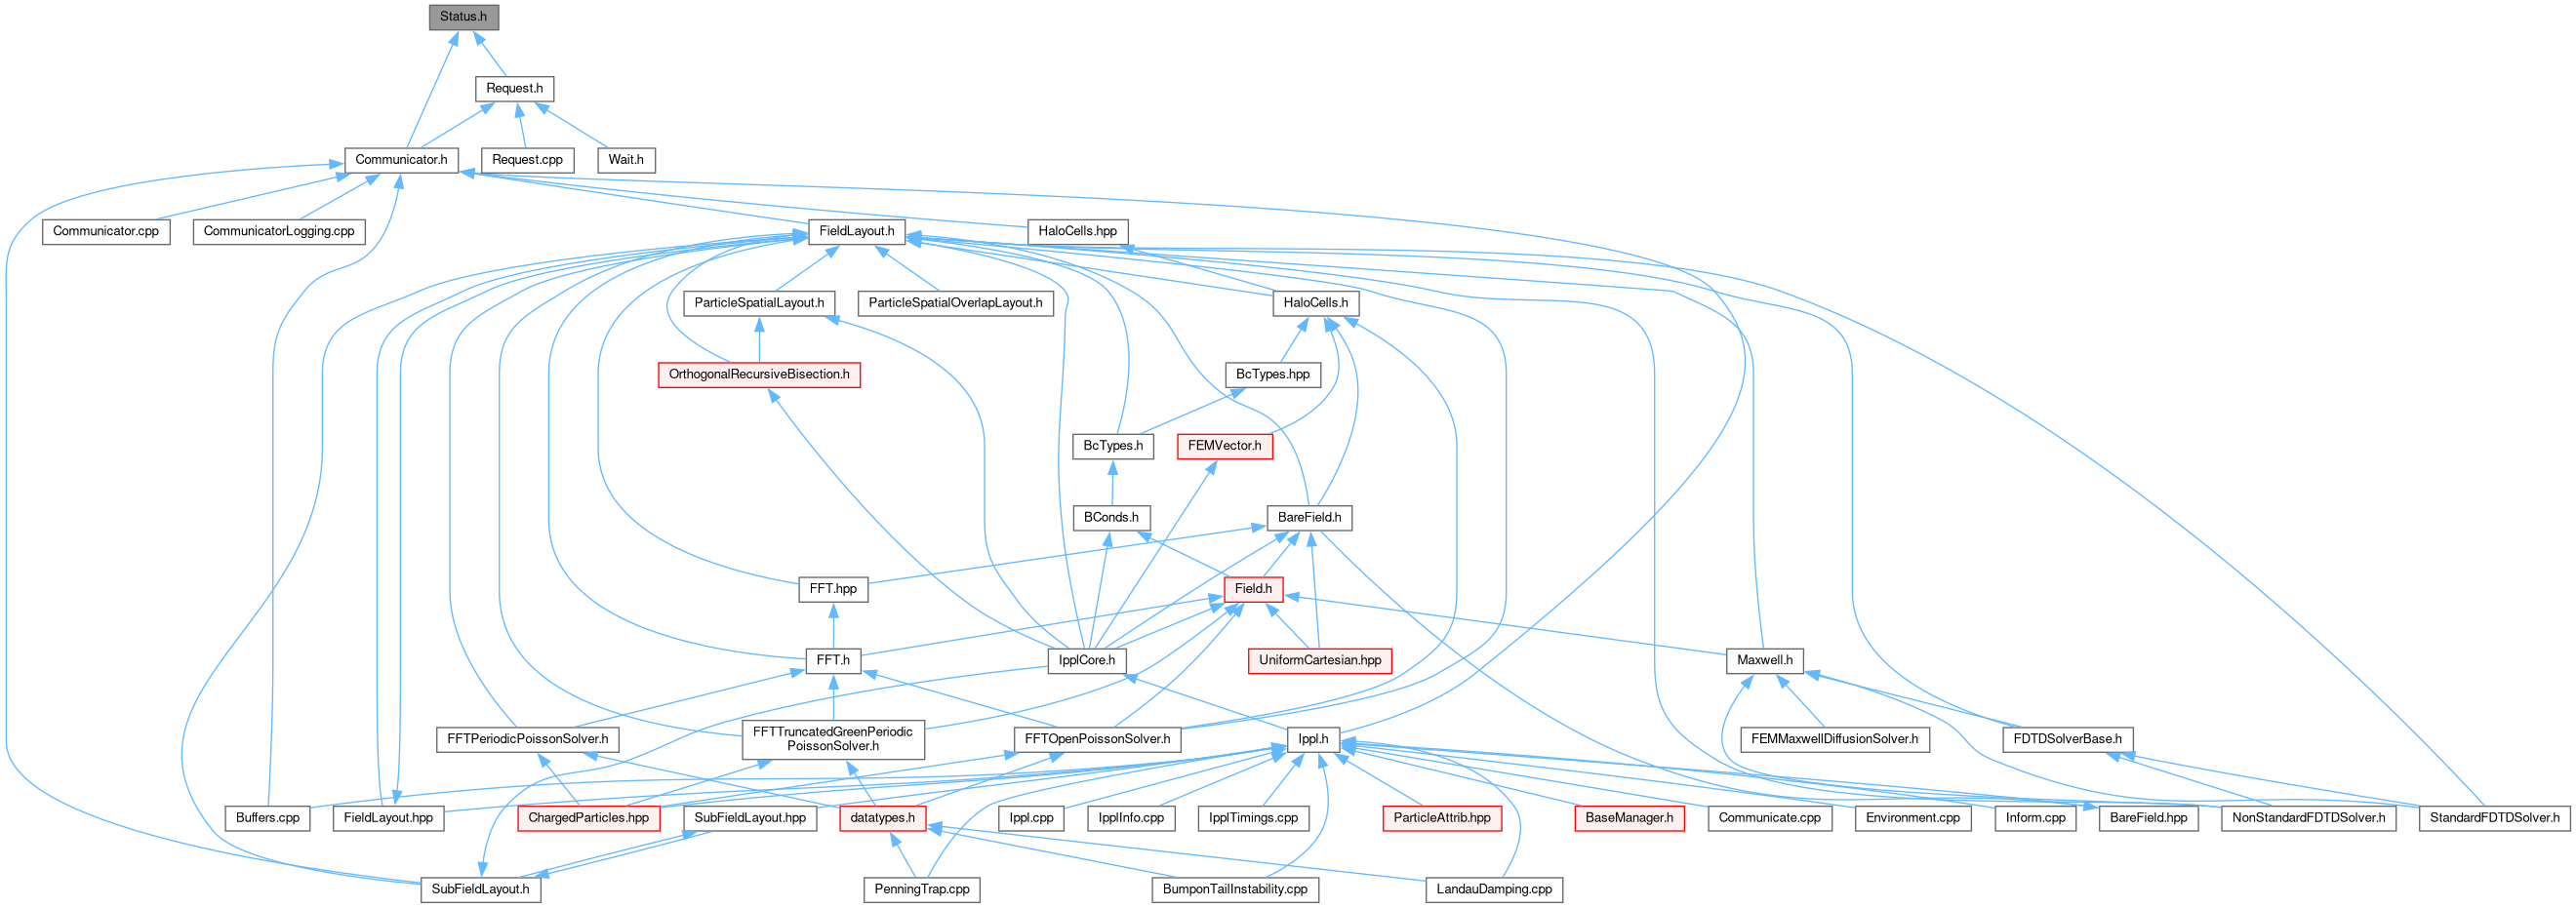 Status.h
Request.h
Communicator.h
Request.cpp
Wait.h
Communicator.cpp
CommunicatorLogging.cpp
FieldLayout.h
HaloCells.hpp
ParticleSpatialLayout.h
ParticleSpatialOverlapLayout.h
HaloCells.h
OrthogonalRecursiveBisection.h
BcTypes.hpp
BcTypes.h
FEMVector.h
BConds.h
BareField.h
FFT.hpp
Field.h
FFT.h
IpplCore.h
UniformCartesian.hpp
Maxwell.h
FFTPeriodicPoissonSolver.h
FFTTruncatedGreenPeriodic
PoissonSolver.h
FFTOpenPoissonSolver.h
Ippl.h
FEMMaxwellDiffusionSolver.h
FDTDSolverBase.h
Buffers.cpp
FieldLayout.hpp
ChargedParticles.hpp
SubFieldLayout.hpp
datatypes.h
Ippl.cpp
IpplInfo.cpp
IpplTimings.cpp
ParticleAttrib.hpp
BaseManager.h
Communicate.cpp
Environment.cpp
Inform.cpp
BareField.hpp
NonStandardFDTDSolver.h
StandardFDTDSolver.h
SubFieldLayout.h
PenningTrap.cpp
BumponTailInstability.cpp
LandauDamping.cpp